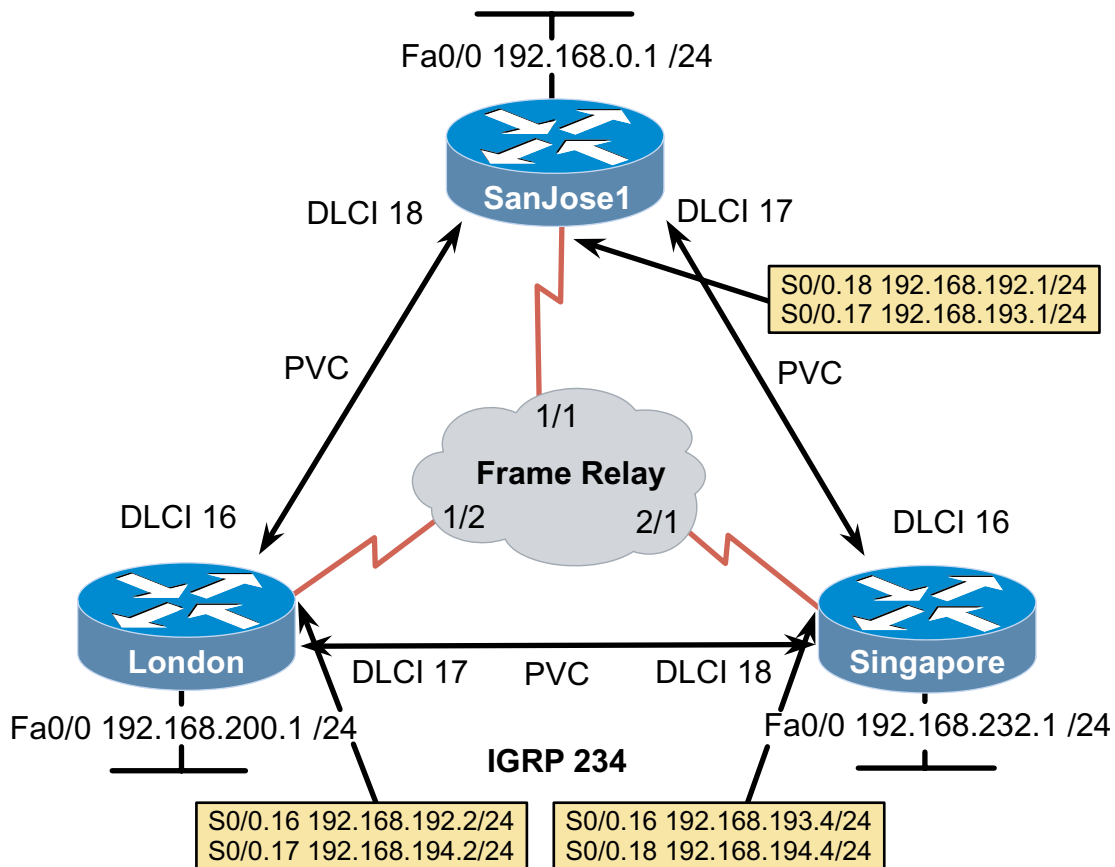 Fa0/0 192.168.0.1 /24
SanJose1
DLCI 18
DLCI 17
S0/0.18 192.168.192.1/24
S0/0.17 192.168.193.1/24
PVC
PVC
1/1
Frame Relay
1/2
2/1
DLCI 16
DLCI 16
London
Singapore
DLCI 17
PVC
DLCI 18
Fa0/0 192.168.200.1 /24
Fa0/0 192.168.232.1 /24
IGRP 234
S0/0.16 192.168.192.2/24
S0/0.17 192.168.194.2/24
S0/0.16 192.168.193.4/24
S0/0.18 192.168.194.4/24